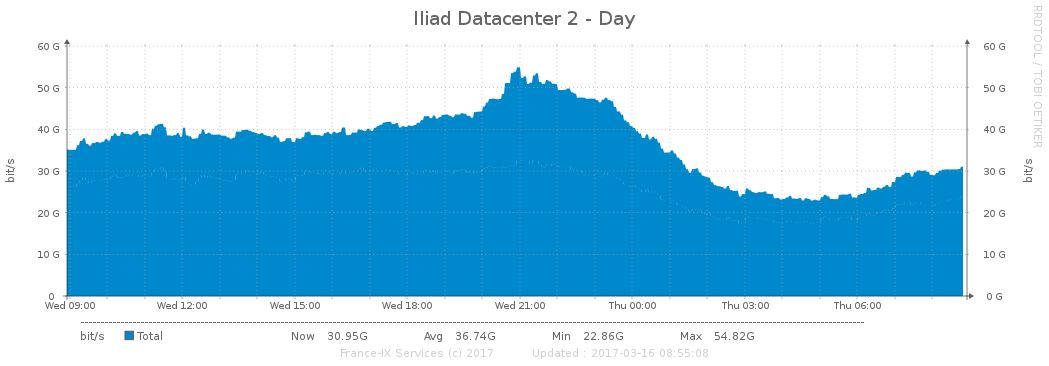 Iliad Datacenter 2 - Day
RRDTOOL / TOBI OETIKER
60 G 60 G
50 G 50 G
40 G 40 G
30 G 30 G
20 G 20 G
10 G 10 G
0 0 G
bit/s bit/s
Wed 09:00 Wed 12:00 Wed 15:00 Wed 18:00 Wed 21:00 Thu 00:00 Thu 03:00 Thu 06:00
bit/s Total Now 30.95G Avg 36.74G Min 22.86G Max 54.82G
France-IX Services (c) 2017 Updated : 2017-03-16 08:55:08